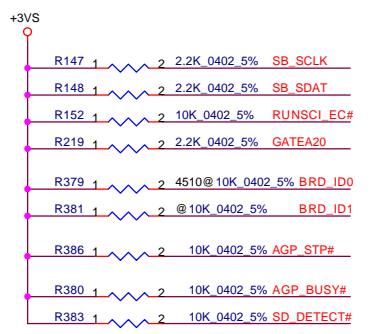 +3VS
R147 1 2 2.2K_0402_5% SB_SCLK
R148 1 2 2.2K_0402_5% SB_SDAT
R152 1 2 10K_0402_5% RUNSCI_EC#
R219 1 2 2.2K_0402_5% GATEA20
R379 1 2 4510@10K_0402_5% BRD_ID0
R381 1 2 @10K_0402_5% BRD_ID1
R386 1 2 10K_0402_5% AGP_STP#
R380 1 2 10K_0402_5% AGP_BUSY#
R383 1 2 10K_0402_5% SD_DETECT#